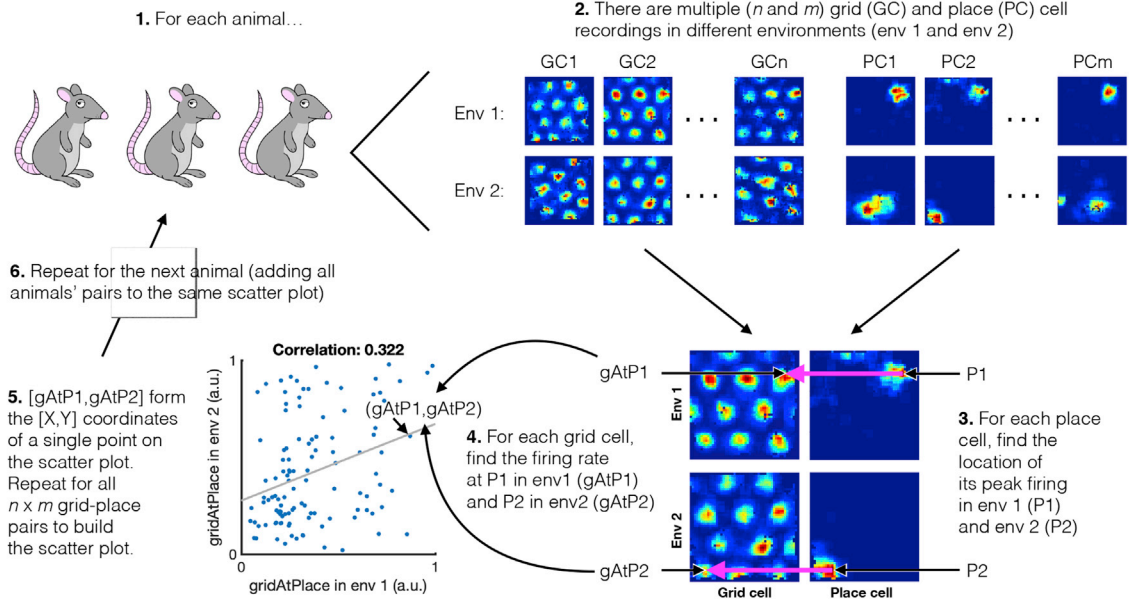 1. For each animal...
2. There are multiple (n and m) grid (GC) and place (PC) cell
recordings in different environments (env 1 and env 2)
GC1 GC2 GCn PC1 PC2 PCm
Env 1: ... ...
Env 2: ... ...
6. Repeat for the next animal (adding all
animals' pairs to the same scatter plot)
Correlation: 0.322
1
gridAtPlace in env 2 (a.u.)
0
1
gridAtPlace in env 1 (a.u.)
(gAtP1,gAtP2)
5. [gAtP1,gAtP2] form
the [X,Y] coordinates
of a single point on
the scatter plot.
Repeat for all
n x m grid-place
pairs to build
the scatter plot.
4. For each grid cell,
find the firing rate
at P1 in env1 (gAtP1)
and P2 in env2 (gAtP2)
gAtP1
gAtP2
Env 1
Env 2
Grid cell
Place cell
P1
3. For each place
cell, find the
location of
its peak firing
in env 1 (P1)
and env 2 (P2)
P2
0